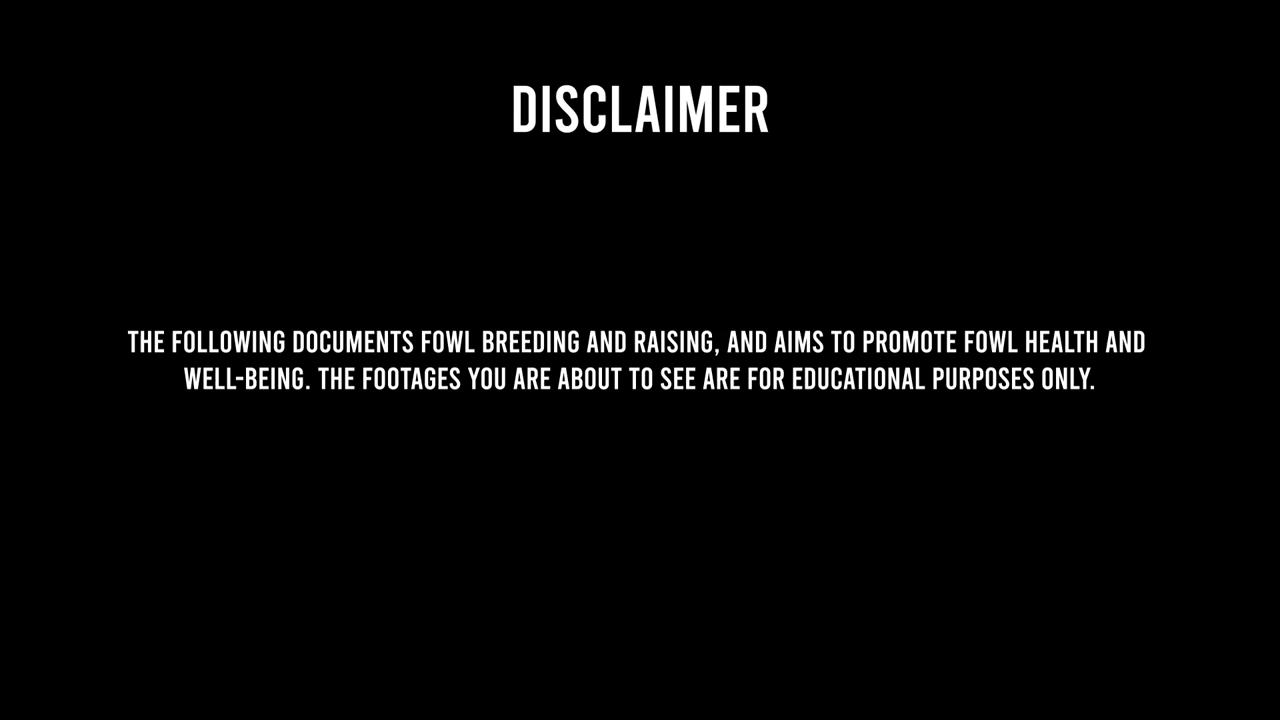 DISCLAIMER
THE FOLLOWING DOCUMENTS FOWL BREEDING AND RAISING, AND AIMS TO PROMOTE FOWL HEALTH AND
WELL-BEING. THE FOOTAGES YOU ARE ABOUT TO SEE ARE FOR EDUCATIONAL PURPOSES ONLY.